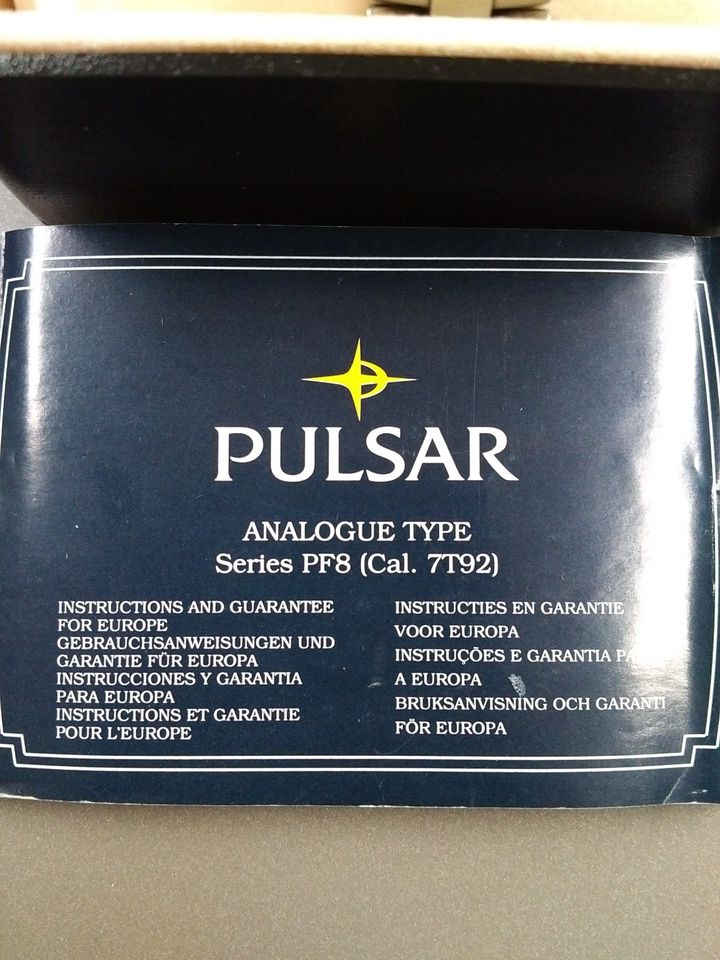 PULSAR
ANALOGUE TYPE
Series PF8 (Cal. 7T92)
INSTRUCTIONS AND GUARANTEE
FOR EUROPE
GEBRAUCHSANWEISUNGEN UND
GARANTIE FÜR EUROPA
INSTRUCCIONES Y GARANTIA
PARA EUROPA
INSTRUCTIONS ET GARANTIE
POUR L'EUROPE
INSTRUCTIES EN GARANTIE
VOOR EUROPA
INSTRUÇÕES E GARANTIA
A EUROPA
BRUKSANVISNING OCH GARANTI
FÖR EUROPA